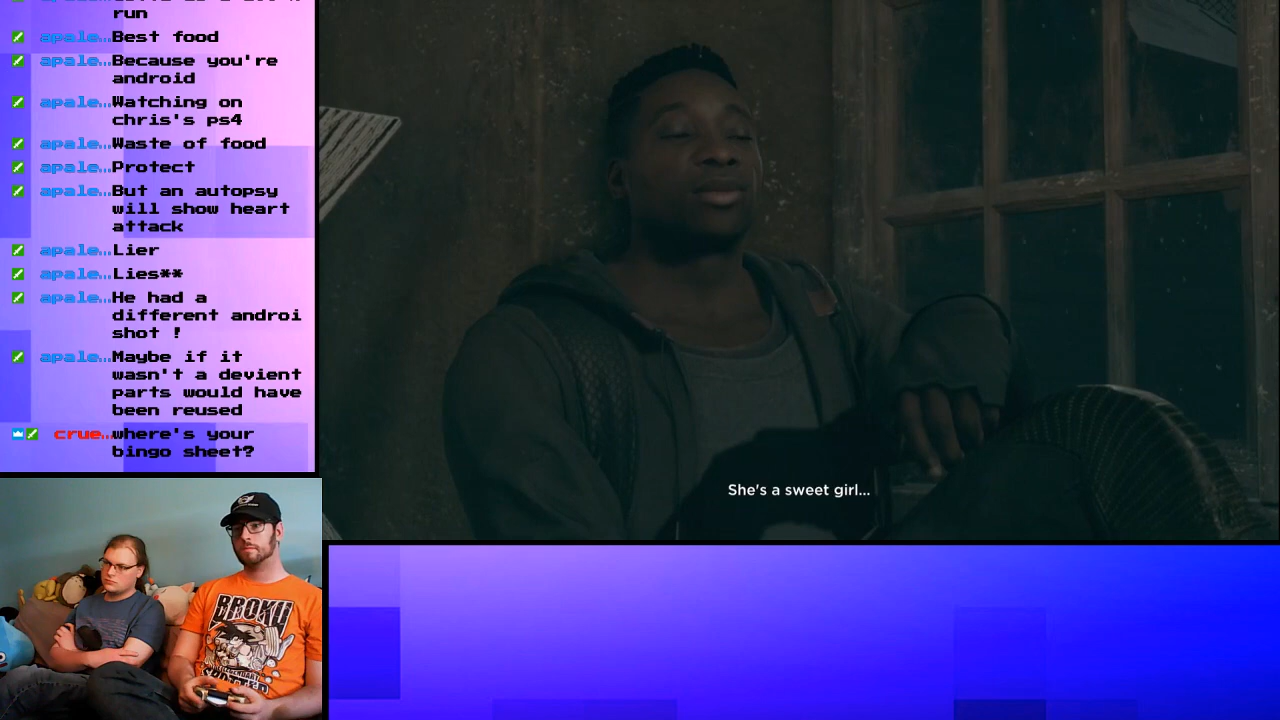 run
apale...Best food
apale...Because you're
android
apale...Watching on
chris's ps4
apale...Waste of food
apale...Protect
apale...But an autopsy
will show heart
attack
apale...Lier
apale...Lies**
apale...He had a
different androi
shot !
apale...Maybe if it
wasn't a devient
parts would have
been reused
crue...where's your
bingo sheet?
She's a sweet girl...
BROKU